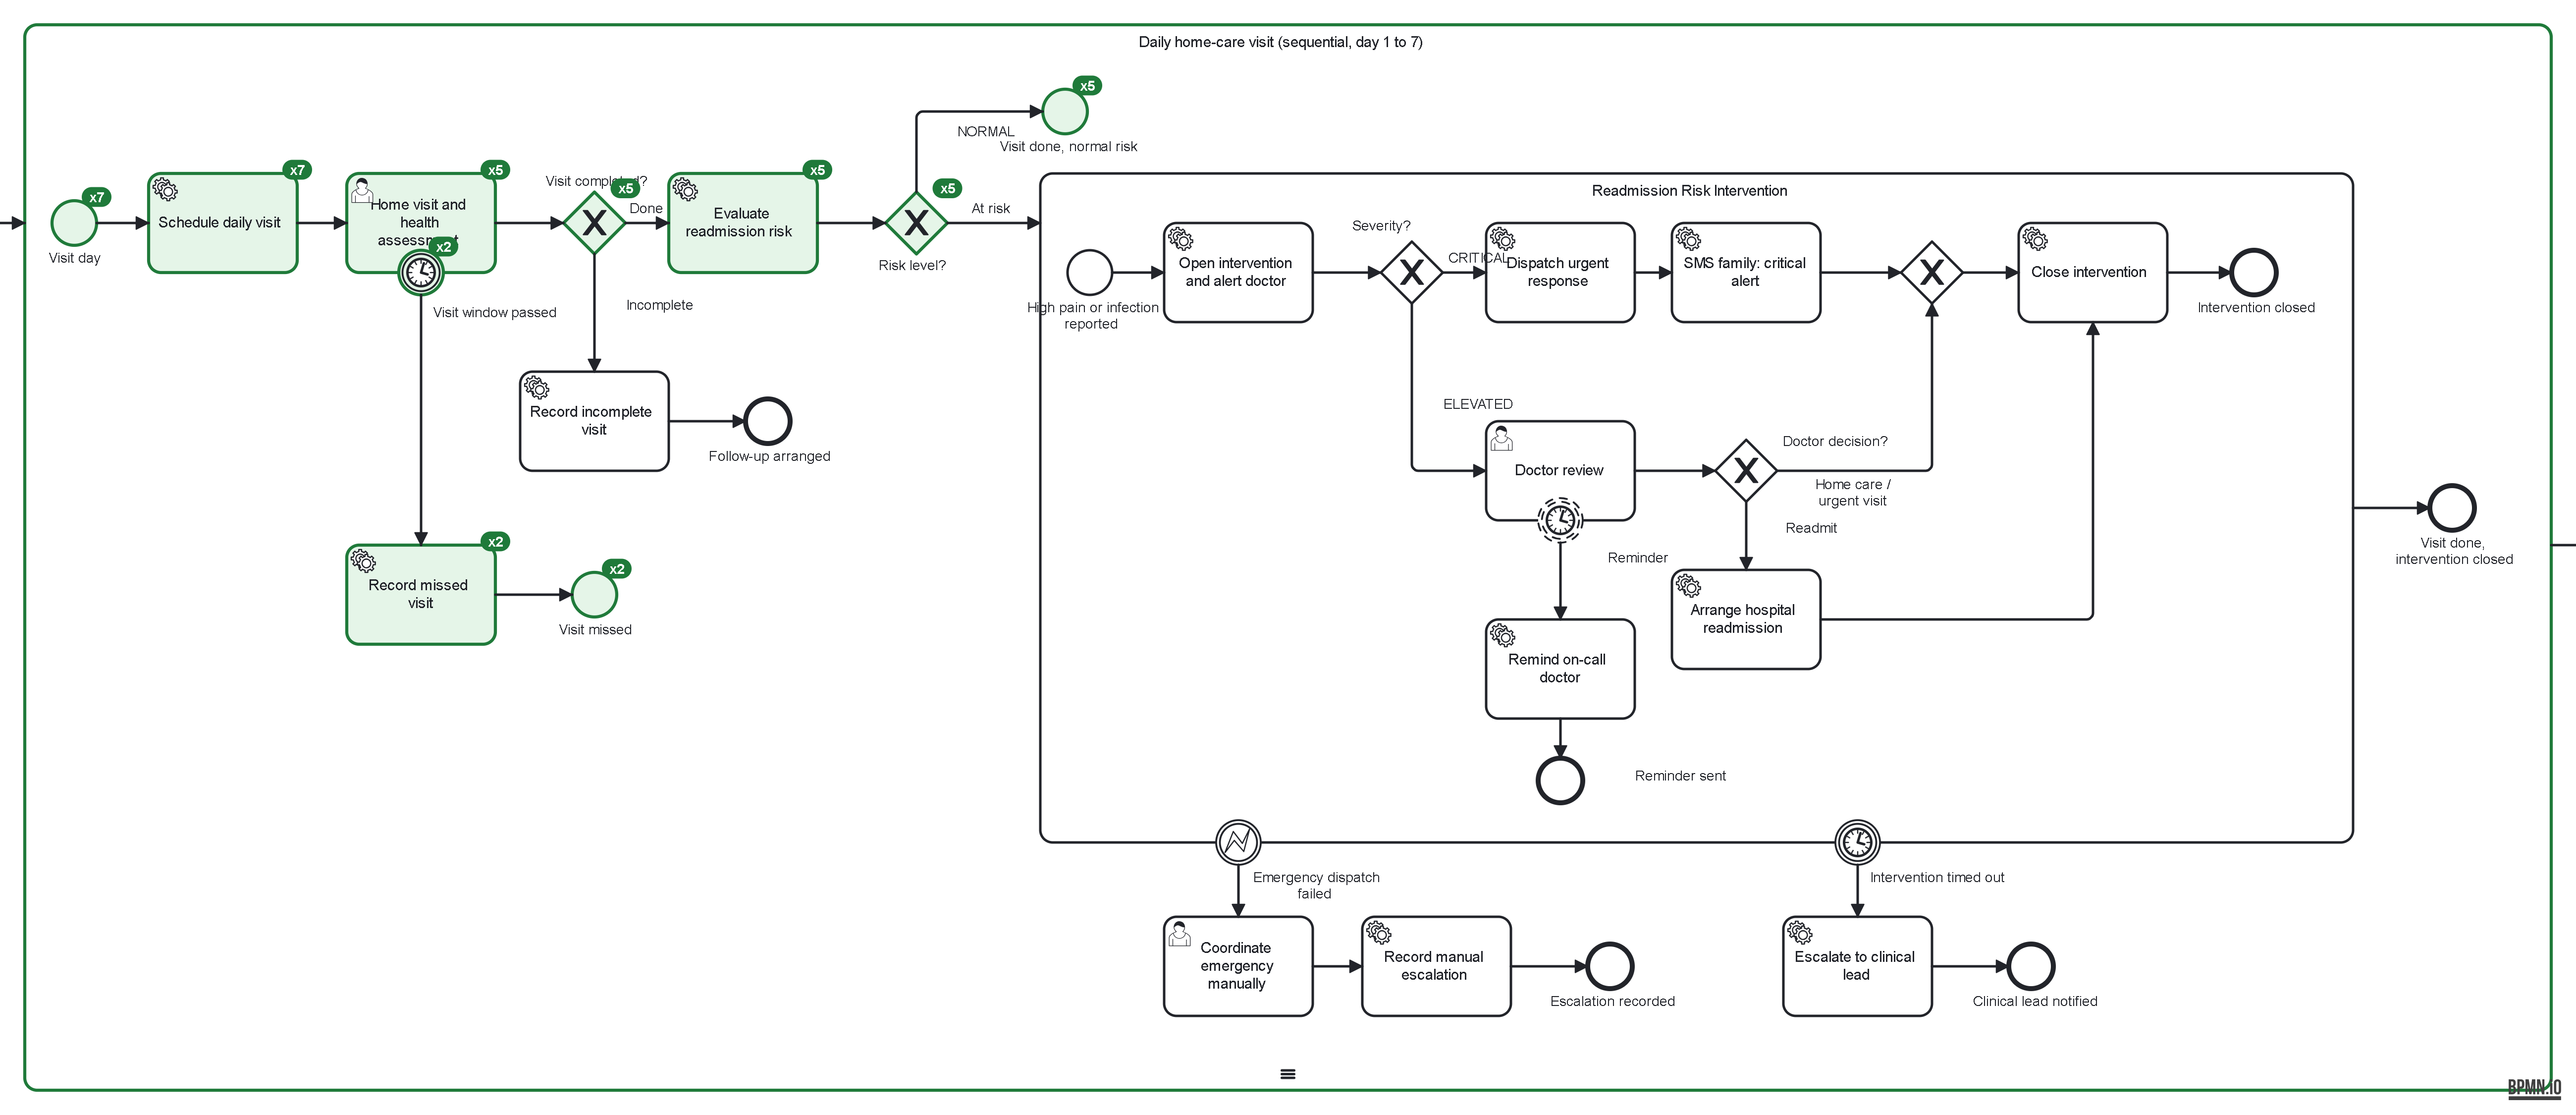 Daily home-care visit (sequential, day 1 to 7)
x5
NORMAL
Visit done, normal risk
x7
Visit day
x7
Schedule daily visit
x5
Home visit and
health
assessment
x2
Visit window passed
Visit completed?
x5
Done
Incomplete
x5
Evaluate
readmission risk
x5
Risk level?
At risk
Record incomplete
visit
Follow-up arranged
x2
Record missed
visit
x2
Visit missed
Readmission Risk Intervention
High pain or infection
reported
Open intervention
and alert doctor
Severity?
CRITICAL
Dispatch urgent
response
SMS family: critical
alert
Close intervention
Intervention closed
ELEVATED
Doctor review
Doctor decision?
Home care /
urgent visit
Readmit
Reminder
Arrange hospital
readmission
Remind on-call
doctor
Reminder sent
Visit done,
intervention closed
Emergency dispatch
failed
Intervention timed out
Coordinate
emergency
manually
Record manual
escalation
Escalation recorded
Escalate to clinical
lead
Clinical lead notified
BPMN.iO